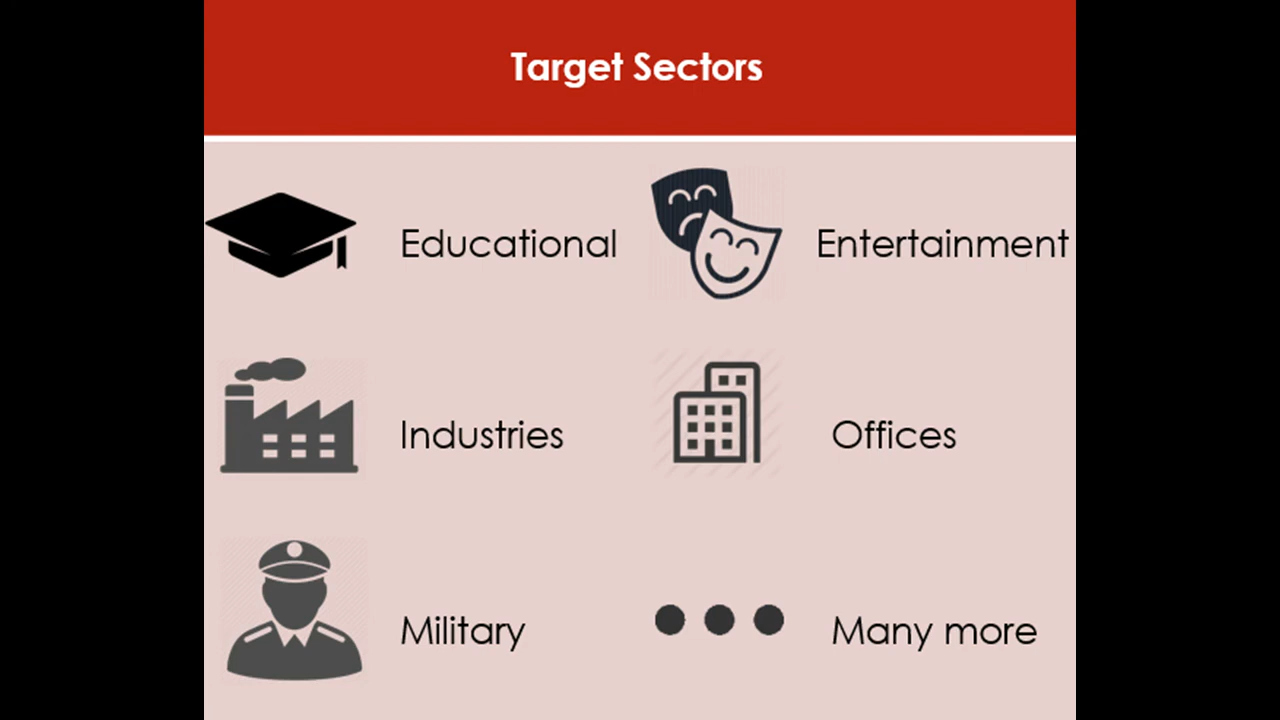 Target Sectors
Educational
Entertainment
Industries
Offices
Military
Many more